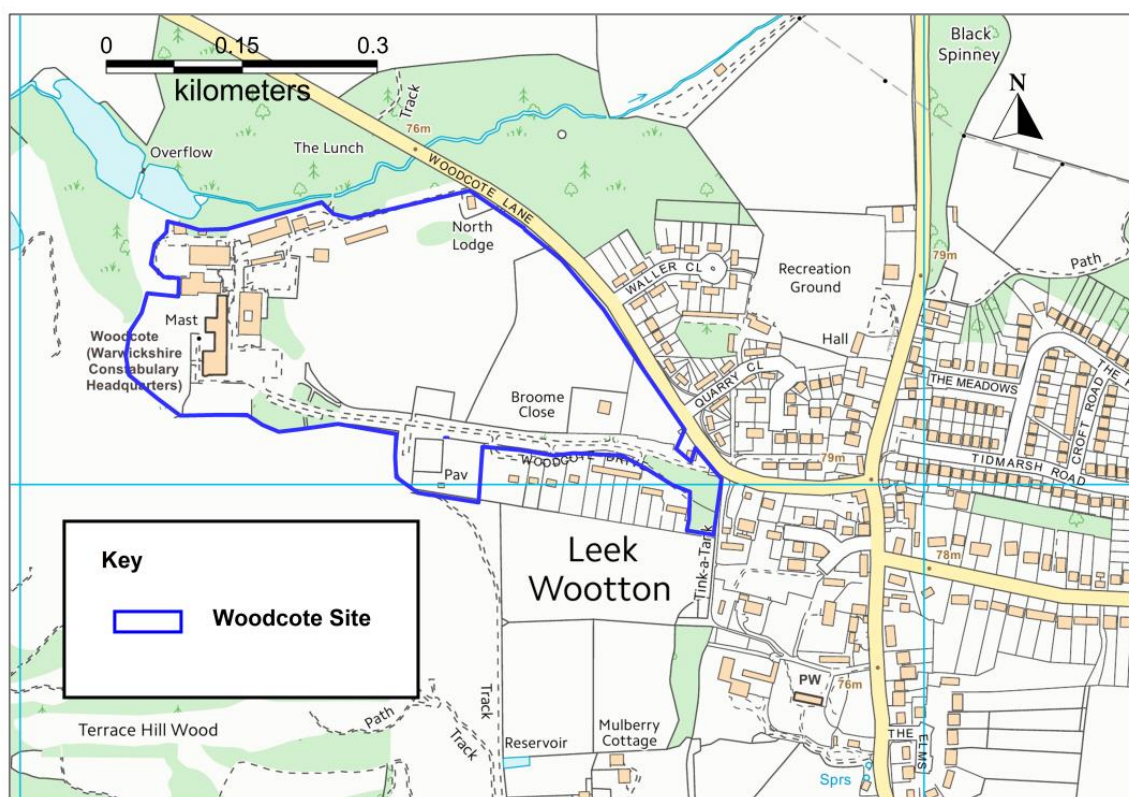 0 0.15 0.3
kilometers
Black
Spinney
N
Track
76m
Overflow
The Lunch
WOODCOTE LANE
North
Lodge
WALLER CL
Recreation
Ground
79m
Path
Hall
Mast
Woodcote
(Warwickshire
Constabulary
Headquarters)
QUARRY CL
THE MEADOWS
CROFT ROAD
Broome
Close
79m
TIDMARSH ROAD
WOODCOTE DRIVE
Pav
Key
Woodcote Site
Leek
Wootton
Tink-a-Tank
78m
PW
76m
Track
Path
Track
Terrace Hill Wood
Reservoir
Mulberry
Cottage
THE ELMS
Sprs